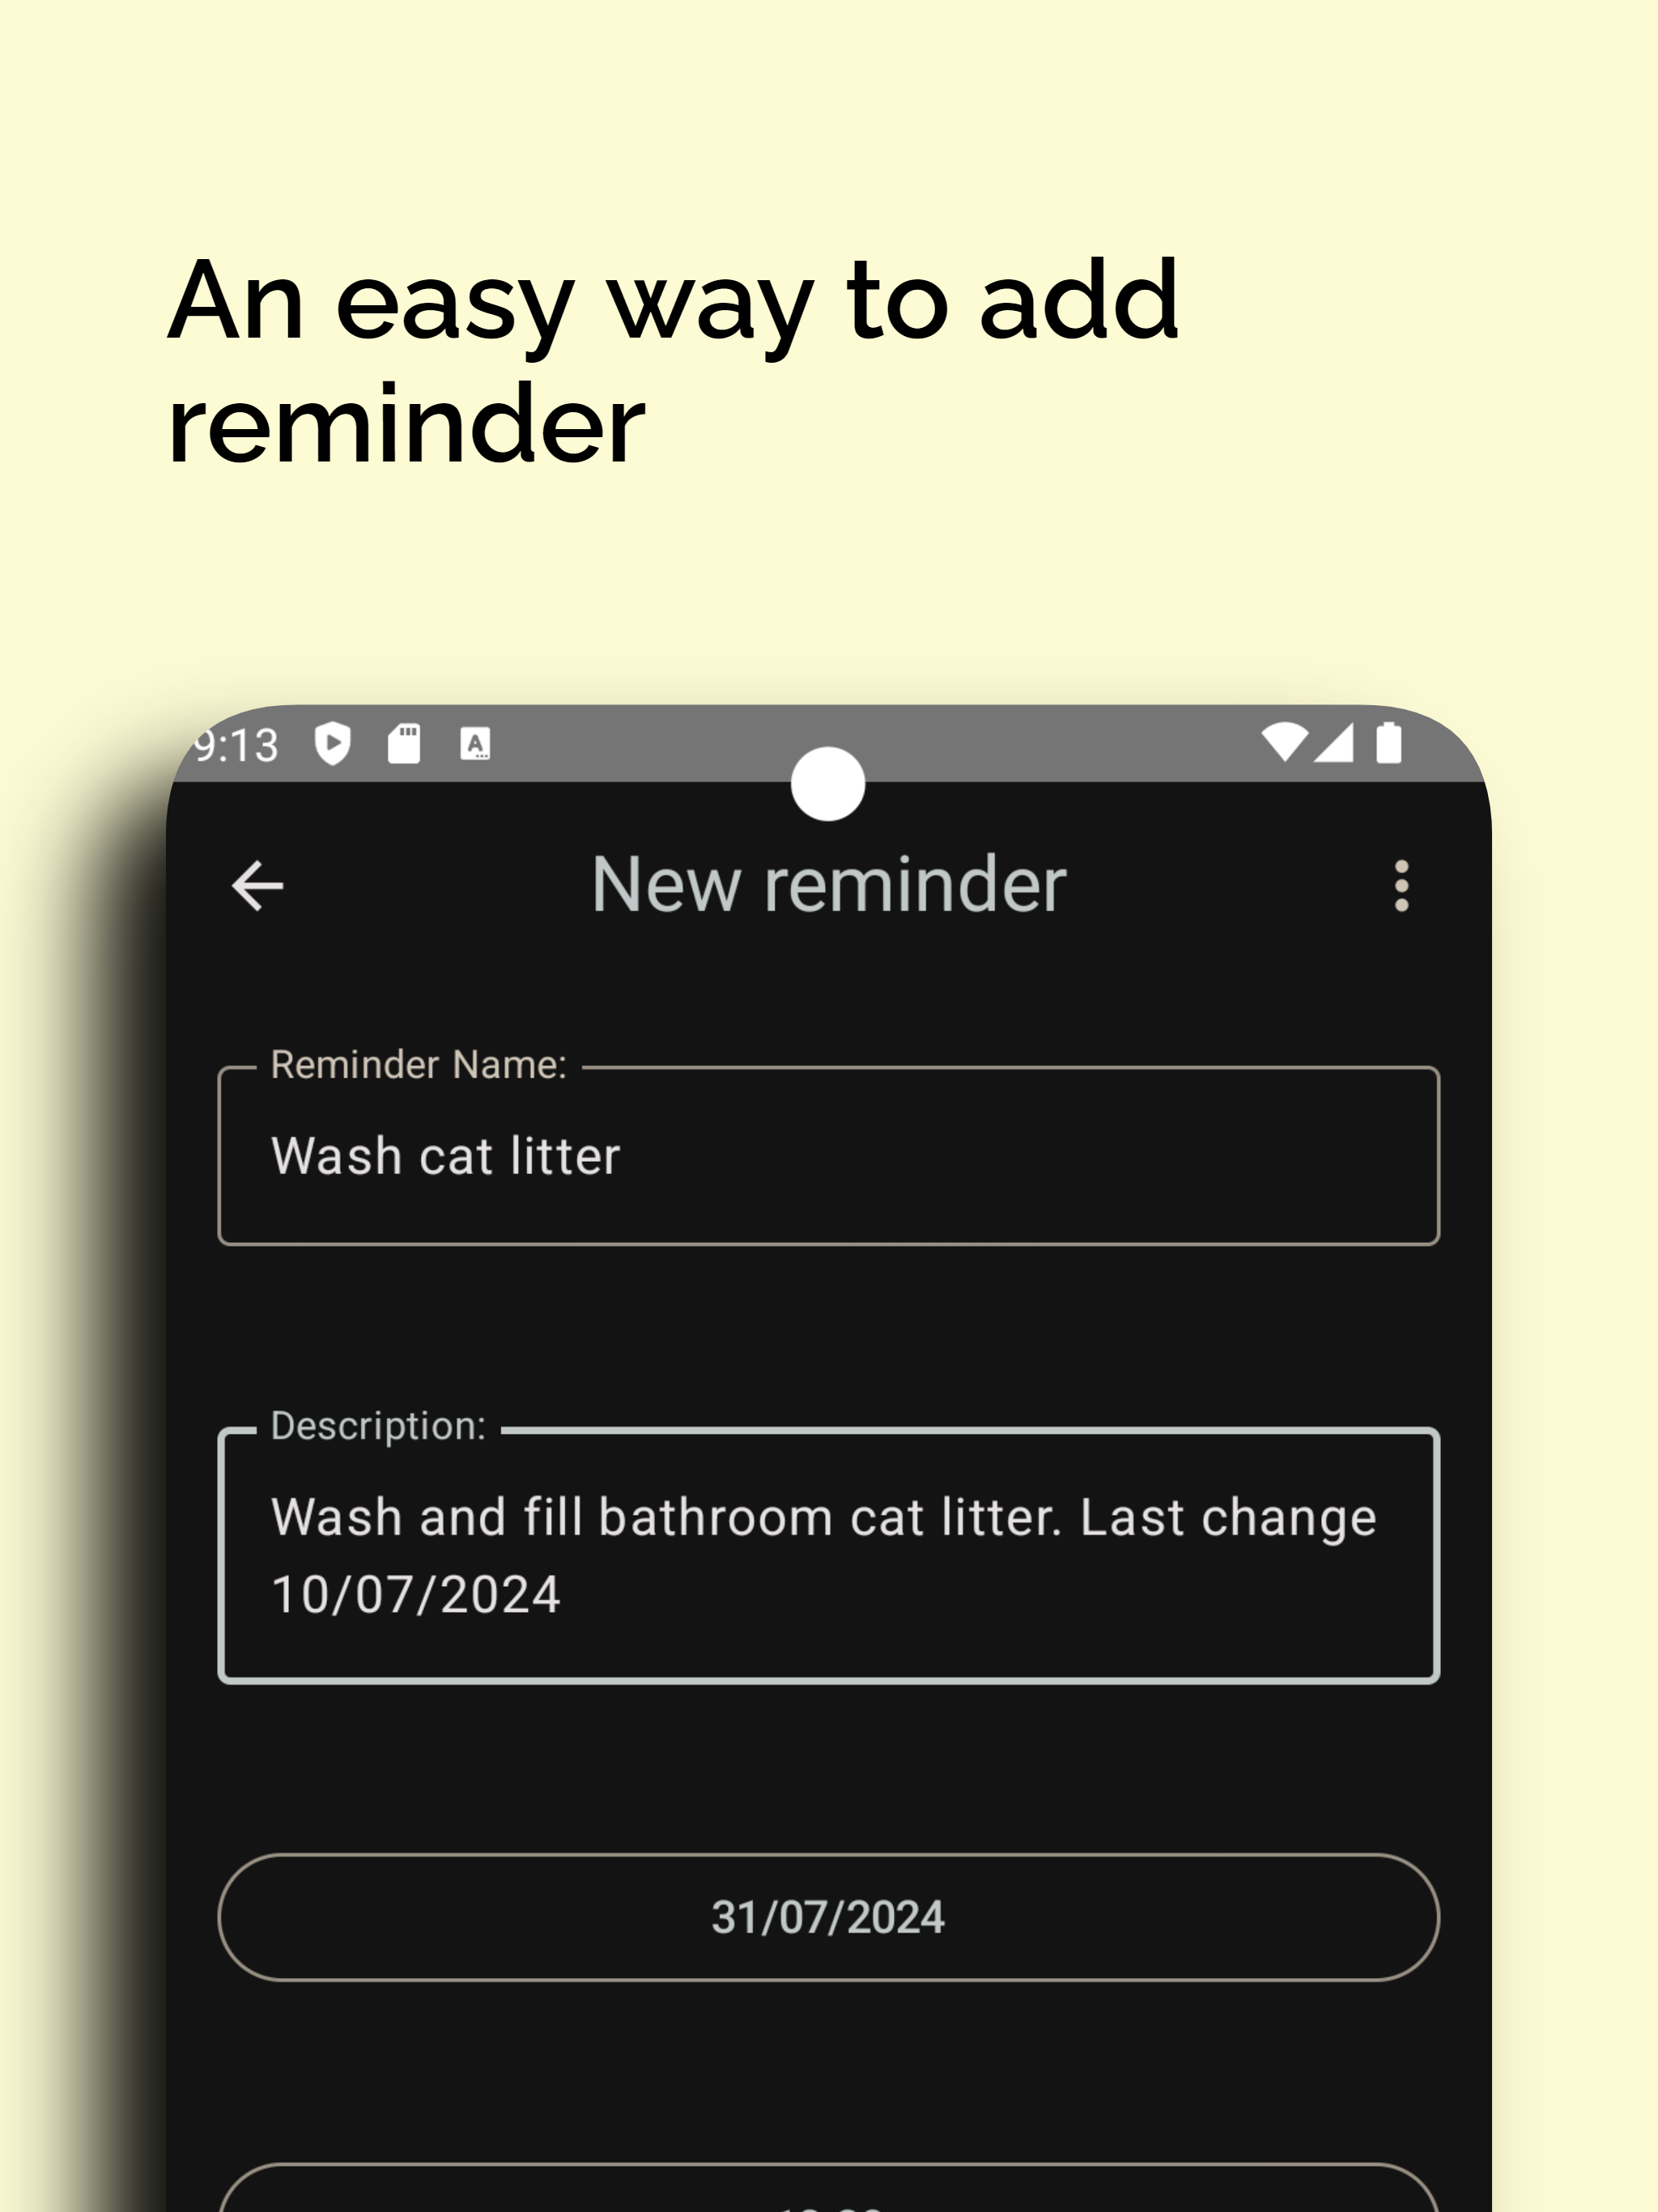 An easy way to add
reminder
9:13
New reminder
Reminder Name:
Wash cat litter
Description:
Wash and fill bathroom cat litter. Last change
10/07/2024
31/07/2024